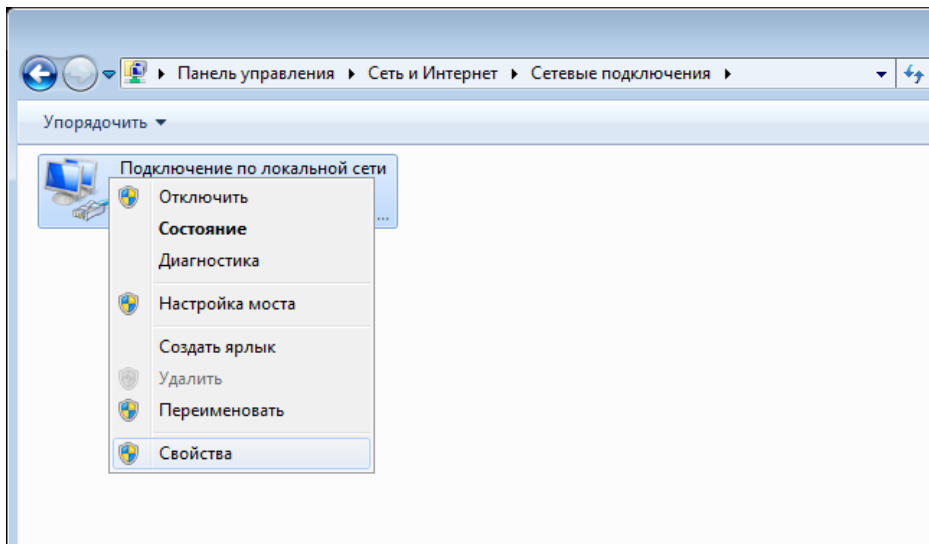 Панель управления ▸ Сеть и Интернет ▸ Сетевые подключения ▸
Упорядочить
Подключение по локальной сети
...
Отключить
Состояние
Диагностика
Настройка моста
Создать ярлык
Удалить
Переименовать
Свойства